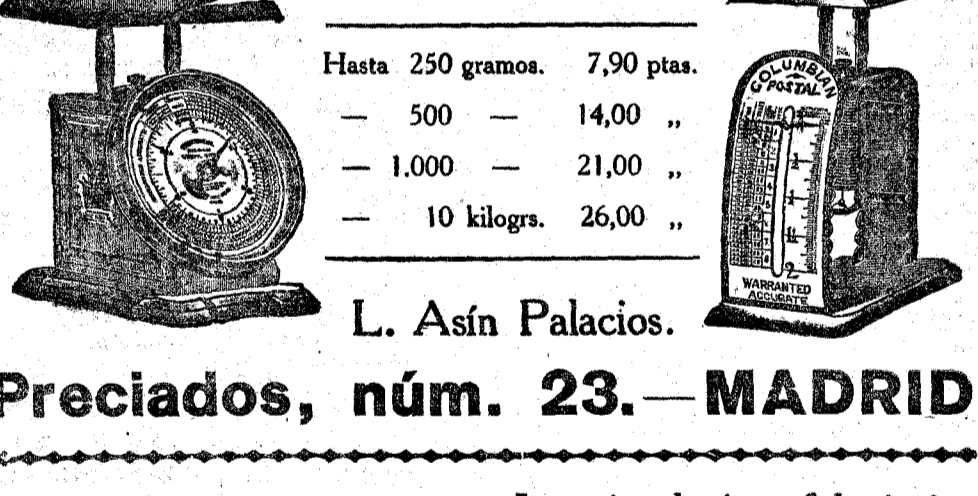 Hasta 250 gramos. 7,90 ptas.
— 500 — 14,00 „
— 1.000 — 21,00 „
— 10 kilogrs. 26,00 „
COLUMBIAN
POSTAL
WARRANTED
ACCURATE
L. Asín Palacios.
Preciados, núm. 23.—MADRID